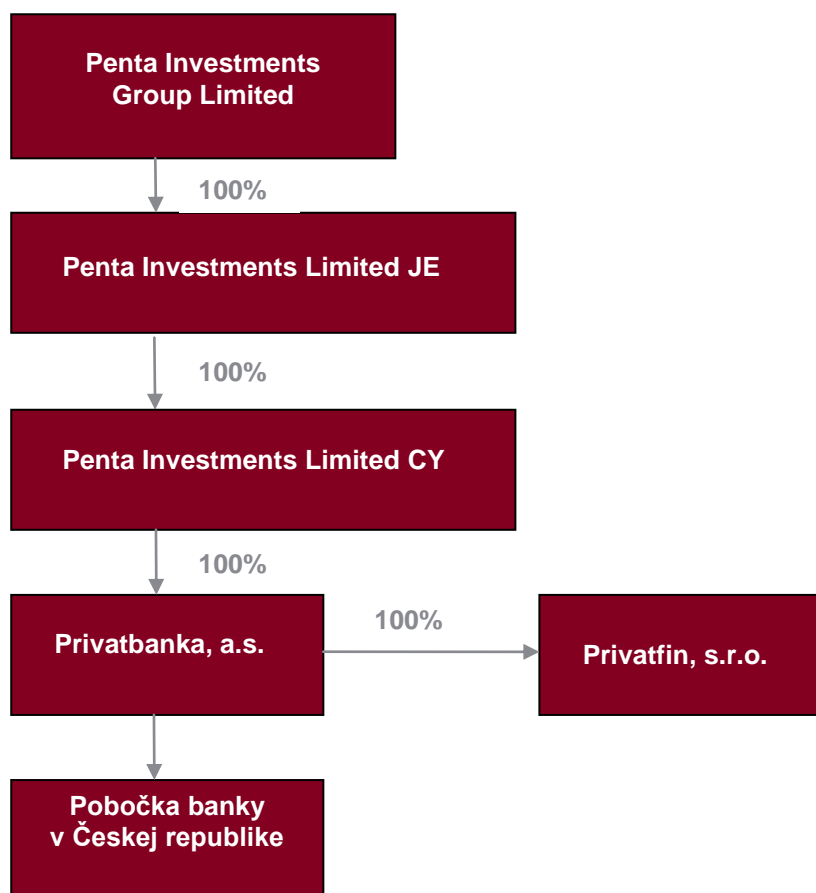 Penta Investments
Group Limited
100%
Penta Investments Limited JE
100%
Penta Investments Limited CY
100%
Privatbanka, a.s.
100%
Privatfin, s.r.o.
Pobočka banky
v Českej republike